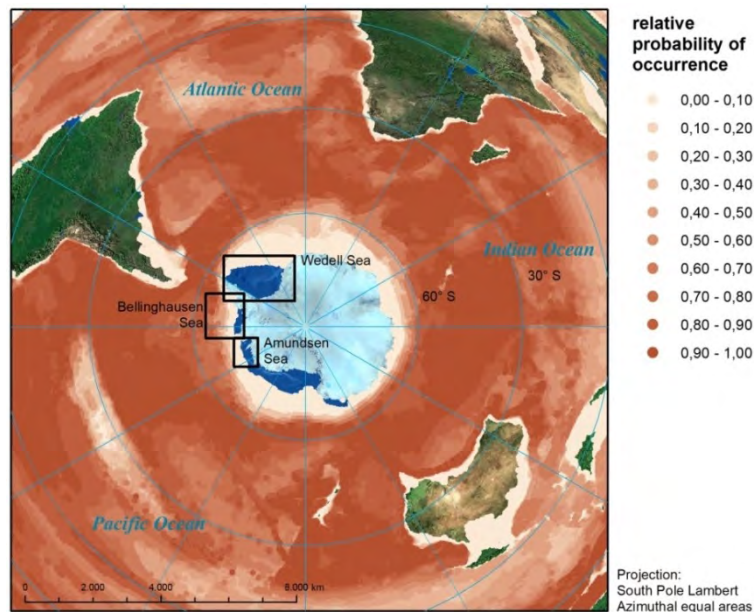 relative
probability of
occurrence
0,00 - 0,10
0,10 - 0,20
0,20 - 0,30
0,30 - 0,40
0,40 - 0,50
0,50 - 0,60
0,60 - 0,70
0,70 - 0,80
0,80 - 0,90
0,90 - 1,00
Atlantic Ocean
Indian Ocean
Wedell Sea
30° S
60° S
Bellinghausen
Sea
Amundsen
Sea
Pacific Ocean
0 2.000 4.000 6.000 km
Projection:
South Pole Lambert
Azimuthal equal areas